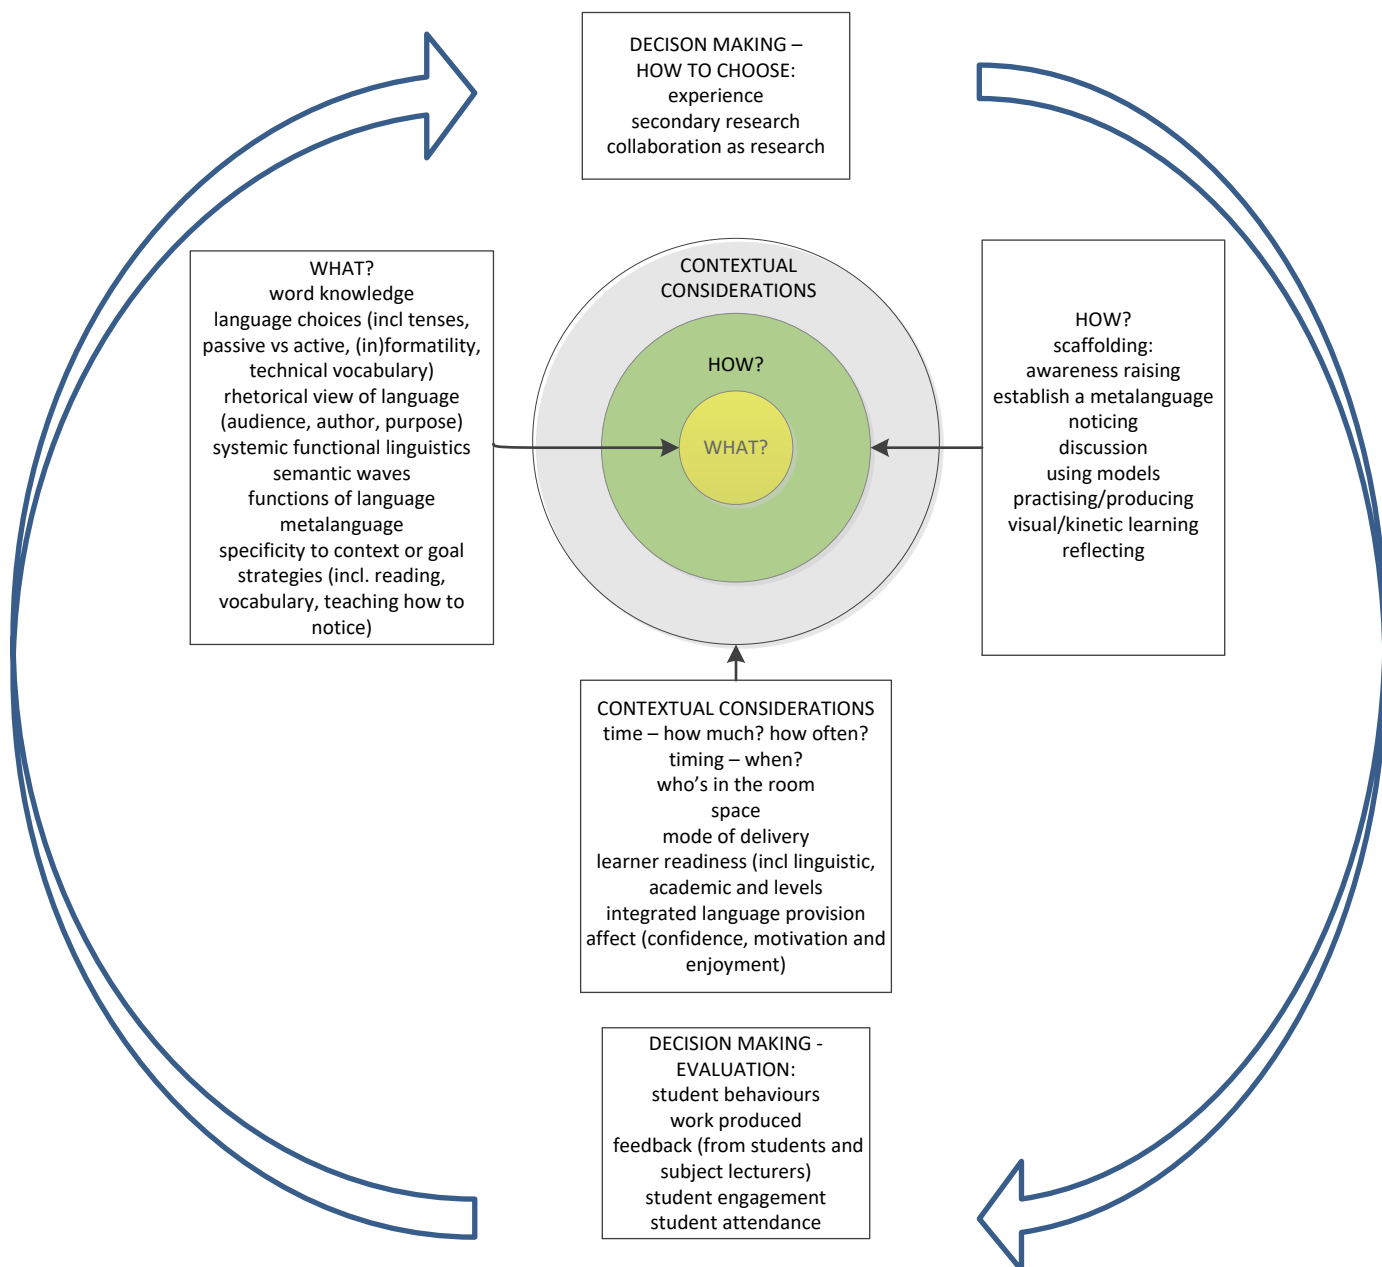 DECISON MAKING –
HOW TO CHOOSE:
experience
secondary research
collaboration as research
WHAT?
word knowledge
language choices (incl tenses,
passive vs active, (in)formatility,
technical vocabulary)
rhetorical view of language
(audience, author, purpose)
systemic functional linguistics
semantic waves
functions of language
metalanguage
specificity to context or goal
strategies (incl. reading,
vocabulary, teaching how to
notice)
CONTEXTUAL
CONSIDERATIONS
HOW?
WHAT?
HOW?
scaffolding:
awareness raising
establish a metalanguage
noticing
discussion
using models
practising/producing
visual/kinetic learning
reflecting
CONTEXTUAL CONSIDERATIONS
time – how much? how often?
timing – when?
who’s in the room
space
mode of delivery
learner readiness (incl linguistic,
academic and levels
integrated language provision
affect (confidence, motivation and
enjoyment)
DECISION MAKING -
EVALUATION:
student behaviours
work produced
feedback (from students and
subject lecturers)
student engagement
student attendance